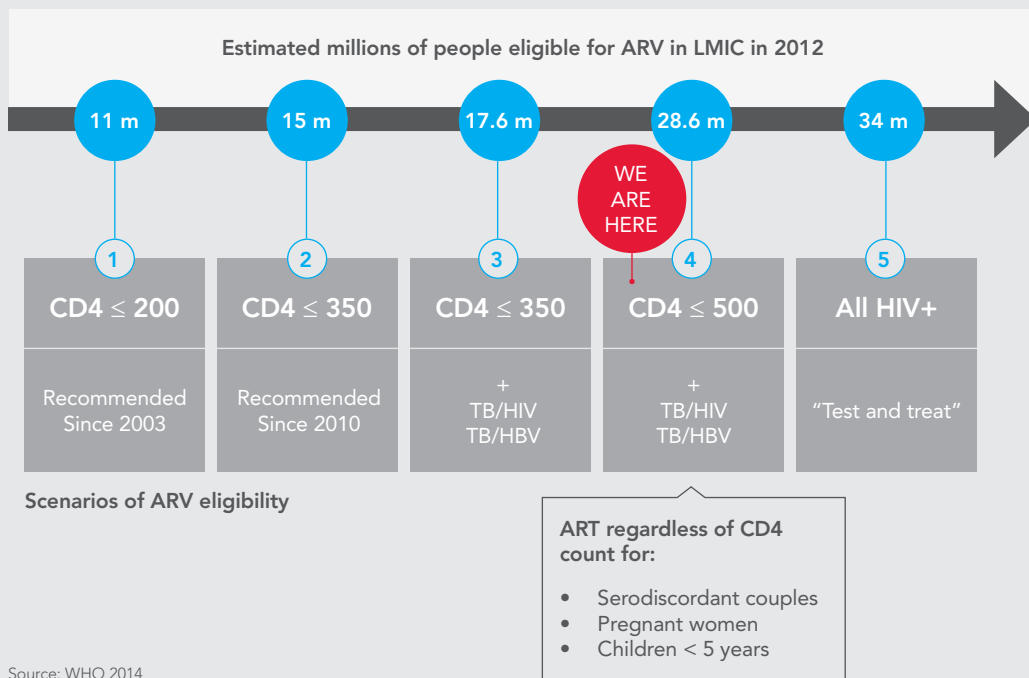 Estimated millions of people eligible for ARV in LMIC in 2012
11 m
15 m
17.6 m
28.6 m
34 m
WE
ARE
HERE
1
2
3
4
5
CD4 ≤ 200
CD4 ≤ 350
CD4 ≤ 350
CD4 ≤ 500
All HIV+
Recommended
Since 2003
Recommended
Since 2010
+
TB/HIV
TB/HBV
+
TB/HIV
TB/HBV
“Test and treat”
Scenarios of ARV eligibility
ART regardless of CD4
count for:
• Serodiscordant couples
• Pregnant women
• Children < 5 years
Source: WHO 2014